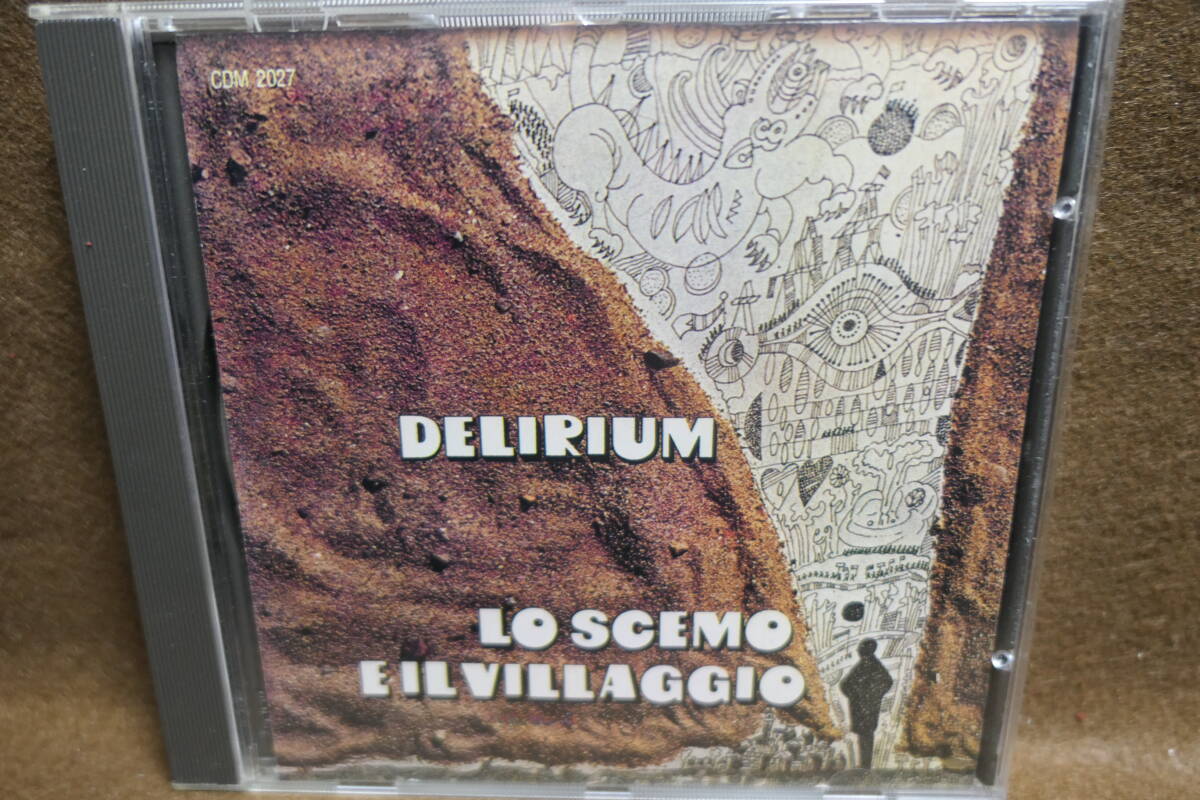 CDM 2027
DELIRIUM
LO SCEMO
E IL VILLAGGIO